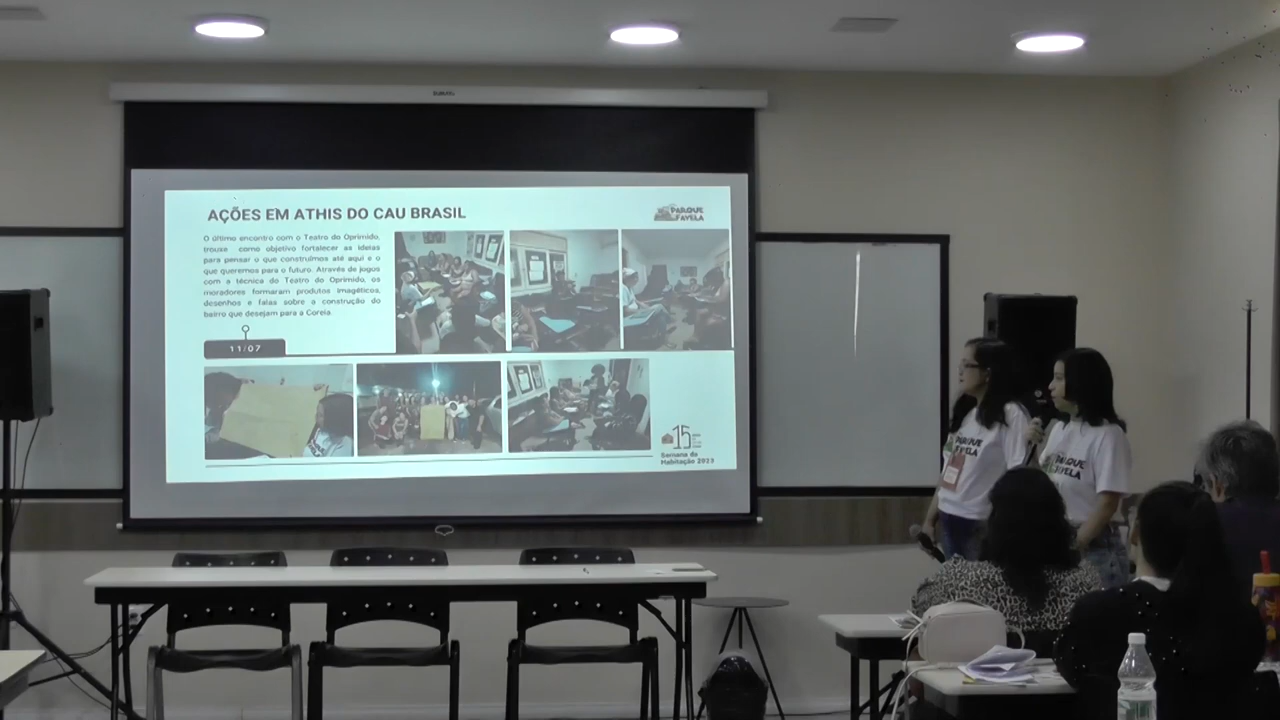 AÇÕES EM ATHIS DO CAU BRASIL
PARQUE
FAVELA
O último encontro com o Teatro do Oprimido,
trouxe como objetivo fortalecer as ideias
para pensar o que construímos até aqui e o
que queremos para o futuro. Através de jogos
com a técnica do Teatro do Oprimido, os
moradores formaram produtos imagéticos,
desenhos e falas sobre a construção do
bairro que desejam para a Coreia.
11/07
15
Semana da
Habitação 2023
PARQUE
FAVELA
PARQUE
FAVELA